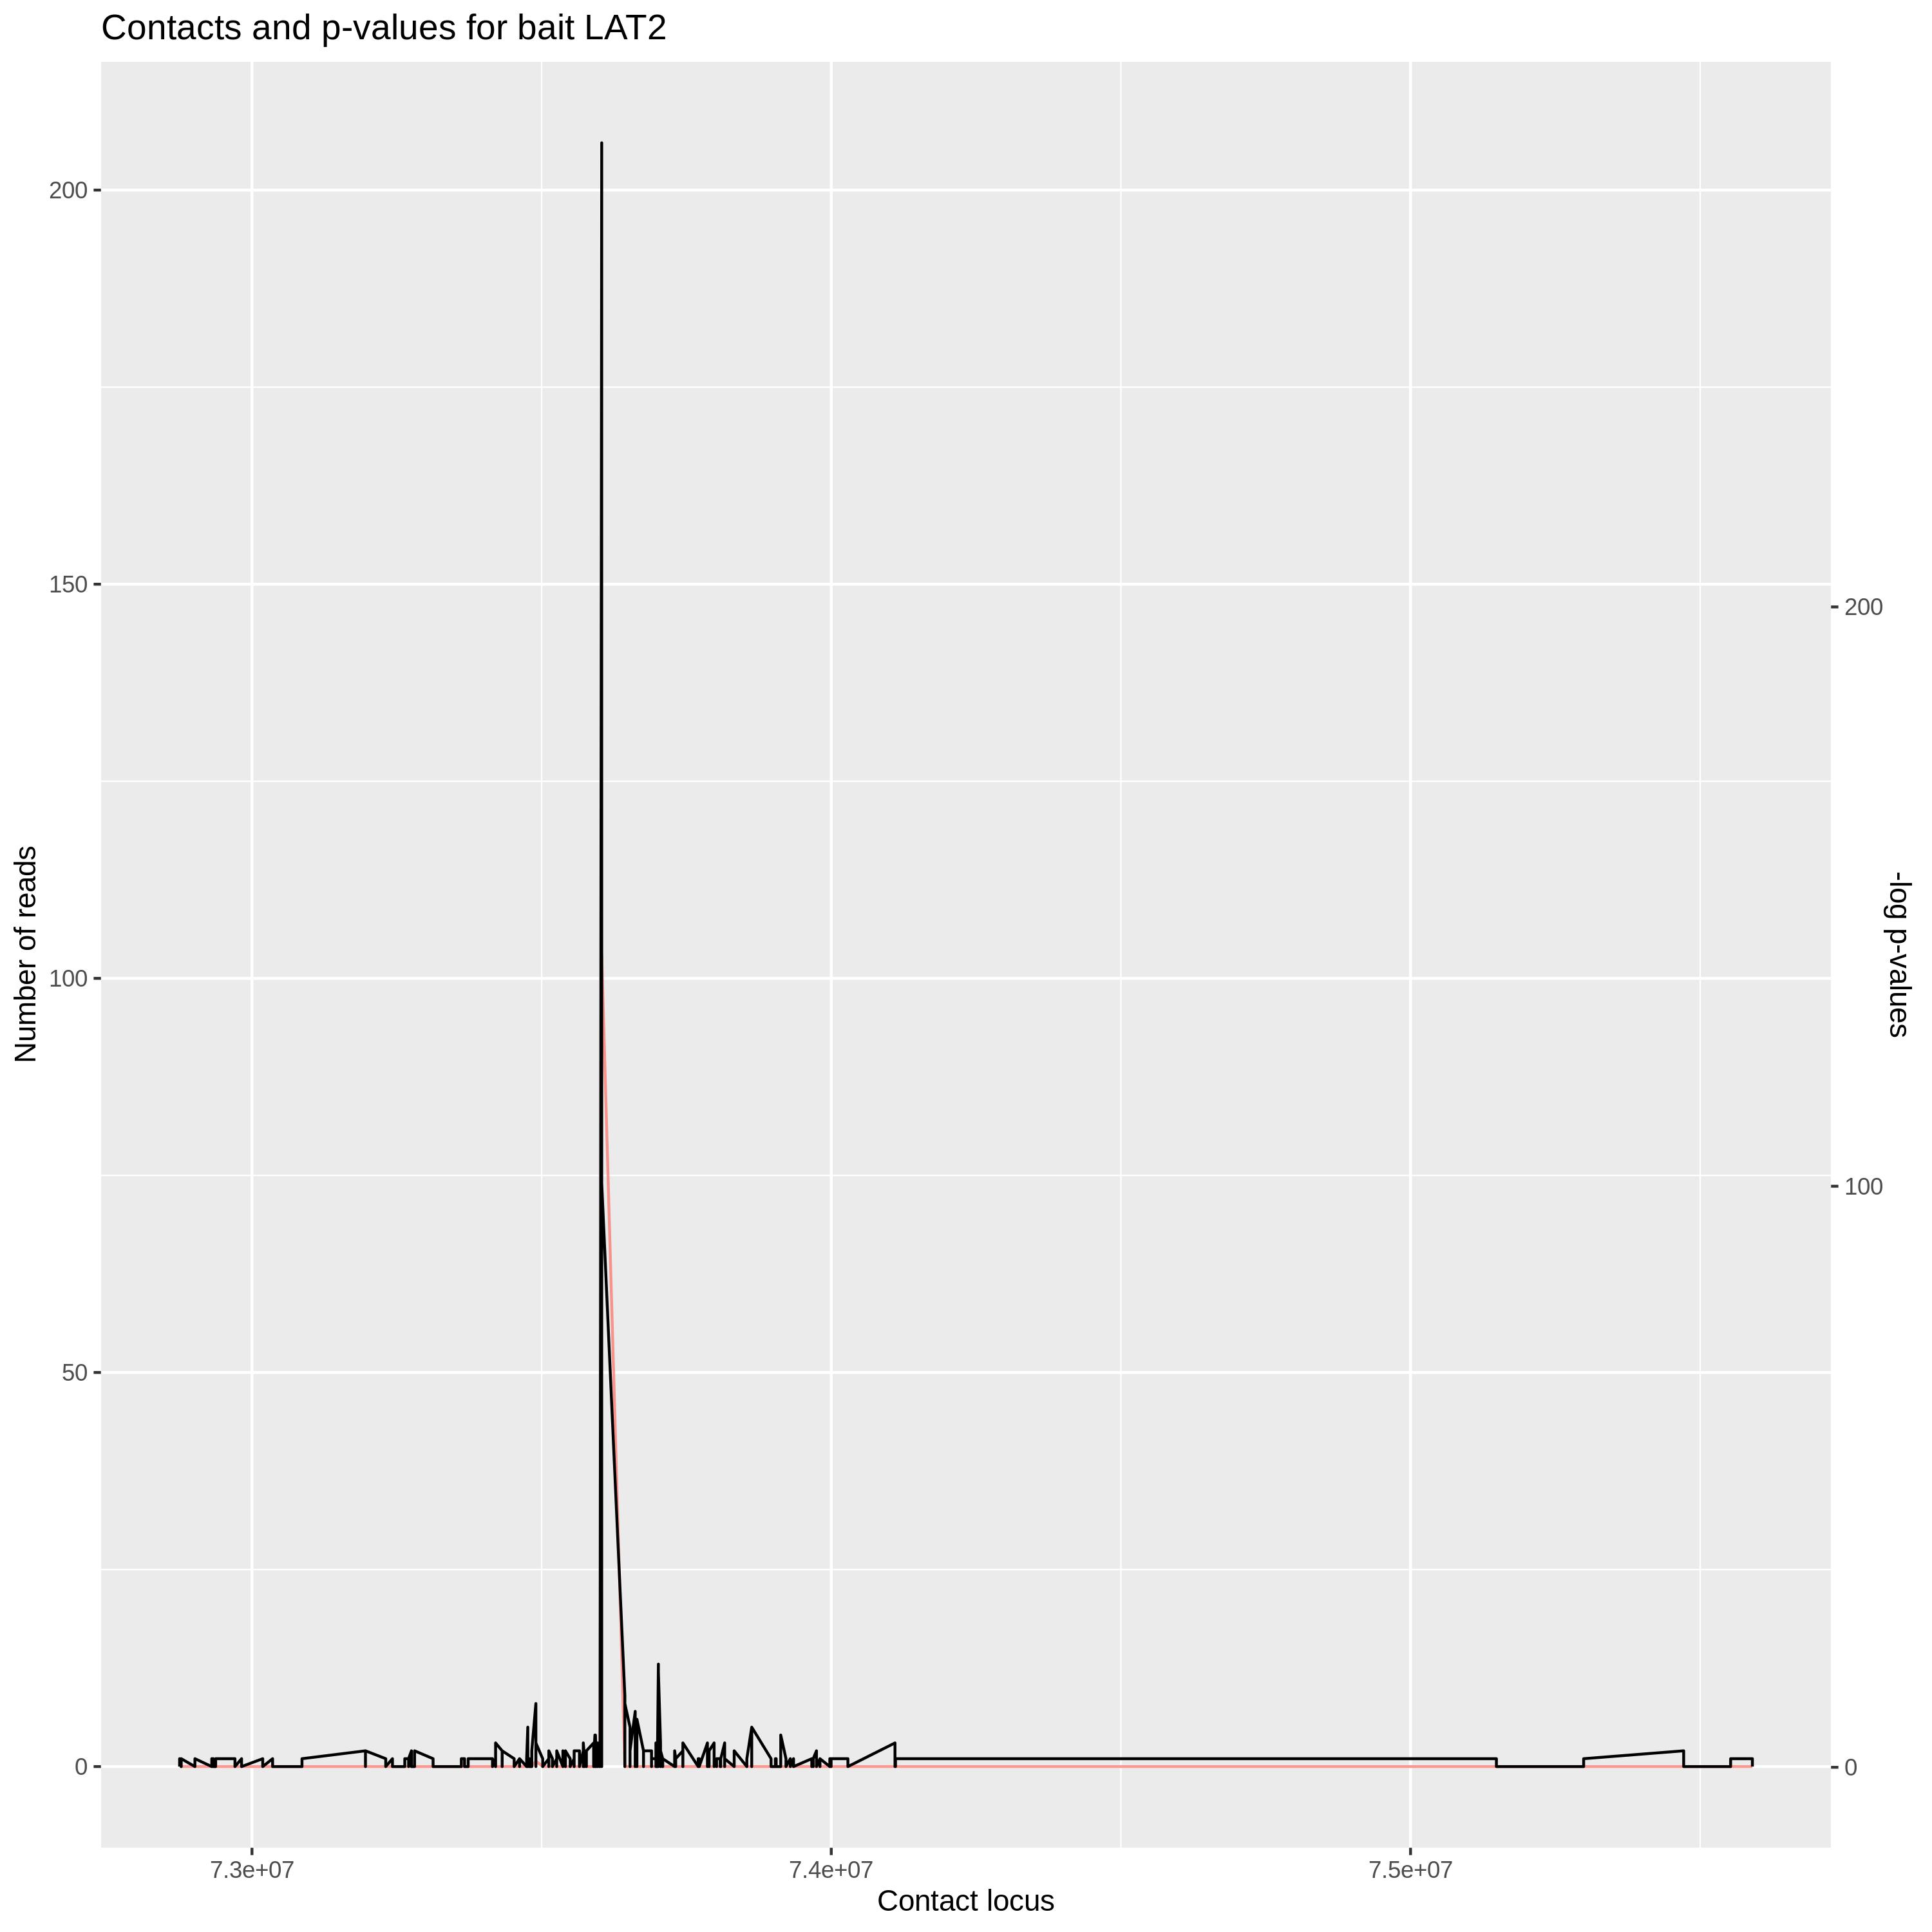 Contacts and p-values for bait LAT2
200
150
100
50
0
Number of reads
200
100
0
-log p-values
7.3e+07
7.4e+07
7.5e+07
Contact locus